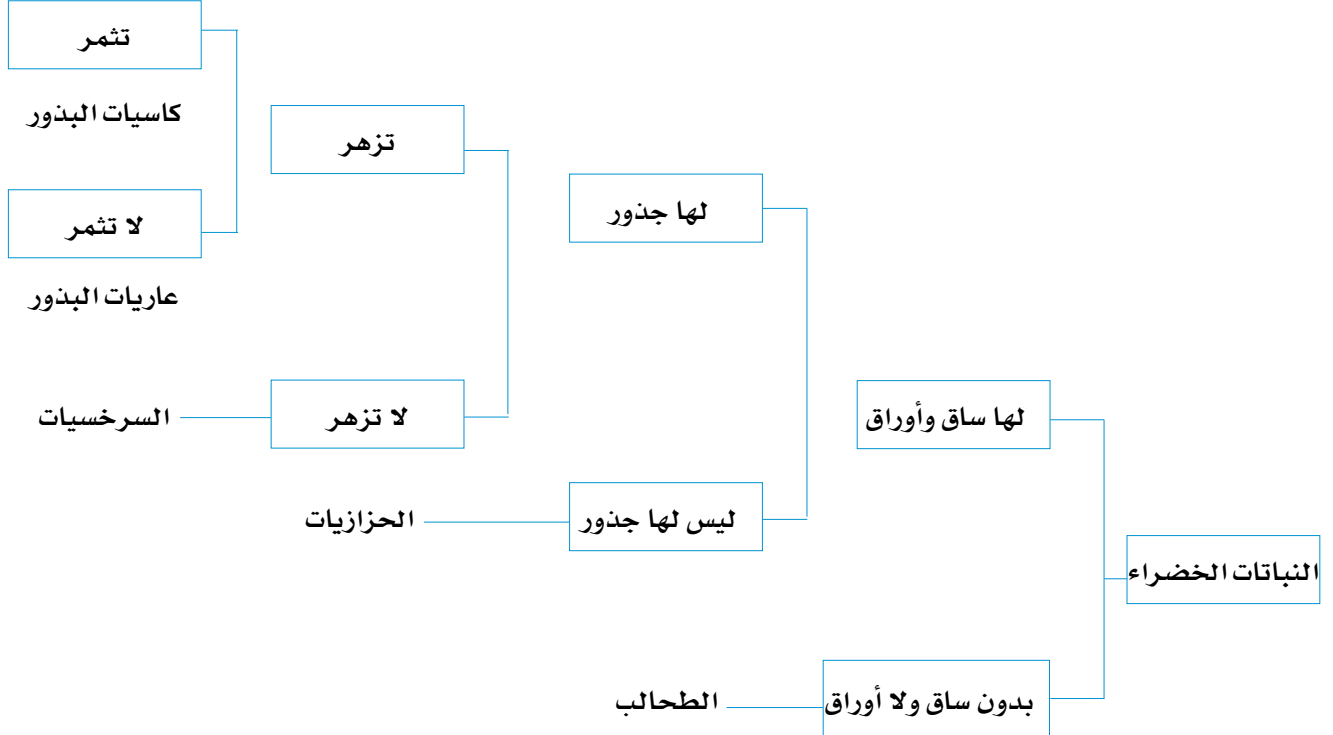 تثمر
كاسيات البذور
تزهر
لها جذور
لا تثمر
عاريات البذور
لها ساق وأوراق
لا تزهر
السرخسيات
ليس لها جذور
الحزازيات
النباتات الخضراء
بدون ساق ولا أوراق
الطحالب